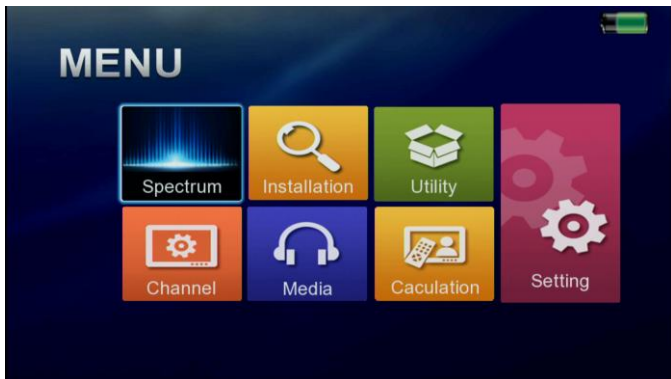 MENU
Spectrum
Installation
Utility
Channel
Media
Caculation
Setting